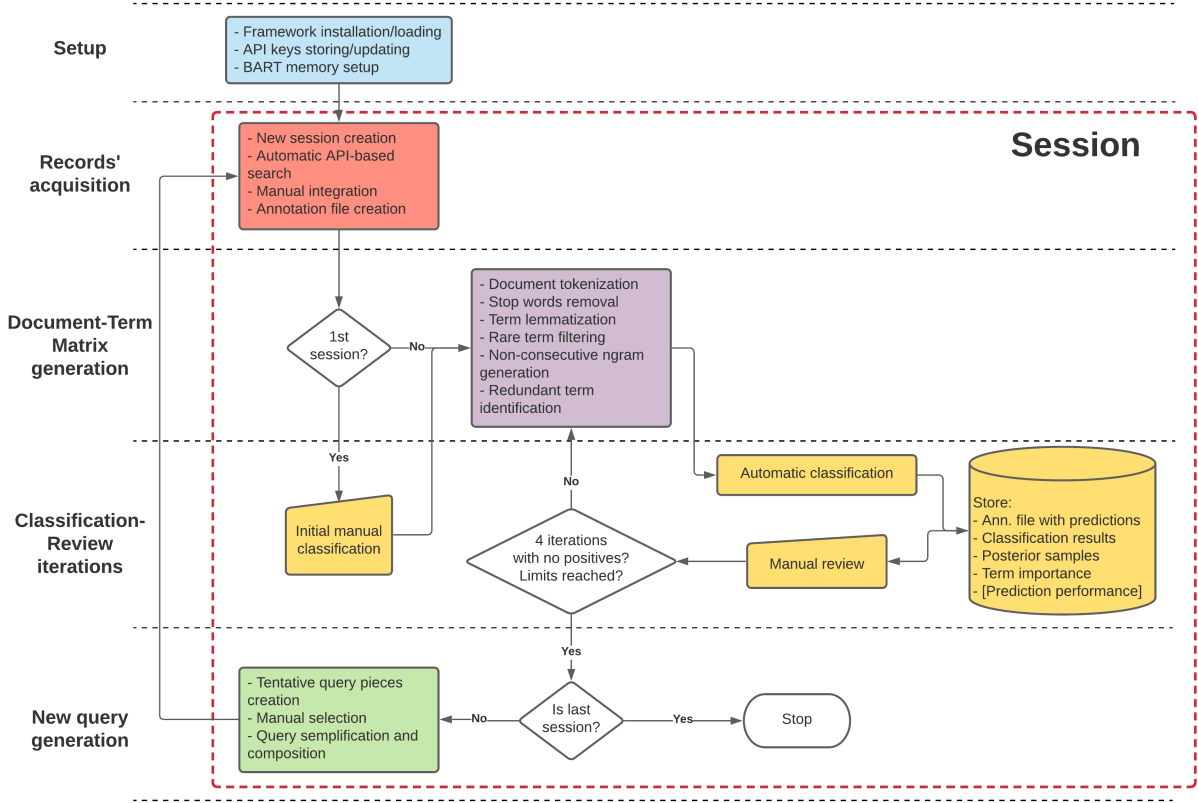 Setup
- Framework installation/loading
- API keys storing/updating
- BART memory setup
Session
Records'
acquisition
- New session creation
- Automatic API-based
search
- Manual integration
- Annotation file creation
Document-Term
Matrix
generation
1st
session?
No
- Document tokenization
- Stop words removal
- Term lemmatization
- Rare term filtering
- Non-consecutive ngram
generation
- Redundant term
identification
Yes
Classification-
Review
iterations
Initial manual
classification
No
4 iterations
with no positives?
Limits reached?
Automatic classification
Manual review
Store:
- Ann. file with predictions
- Classification results
- Posterior samples
- Term importance
- [Prediction performance]
Yes
New query
generation
- Tentative query pieces
creation
- Manual selection
- Query semplification and
composition
No
Is last
session?
Yes
Stop